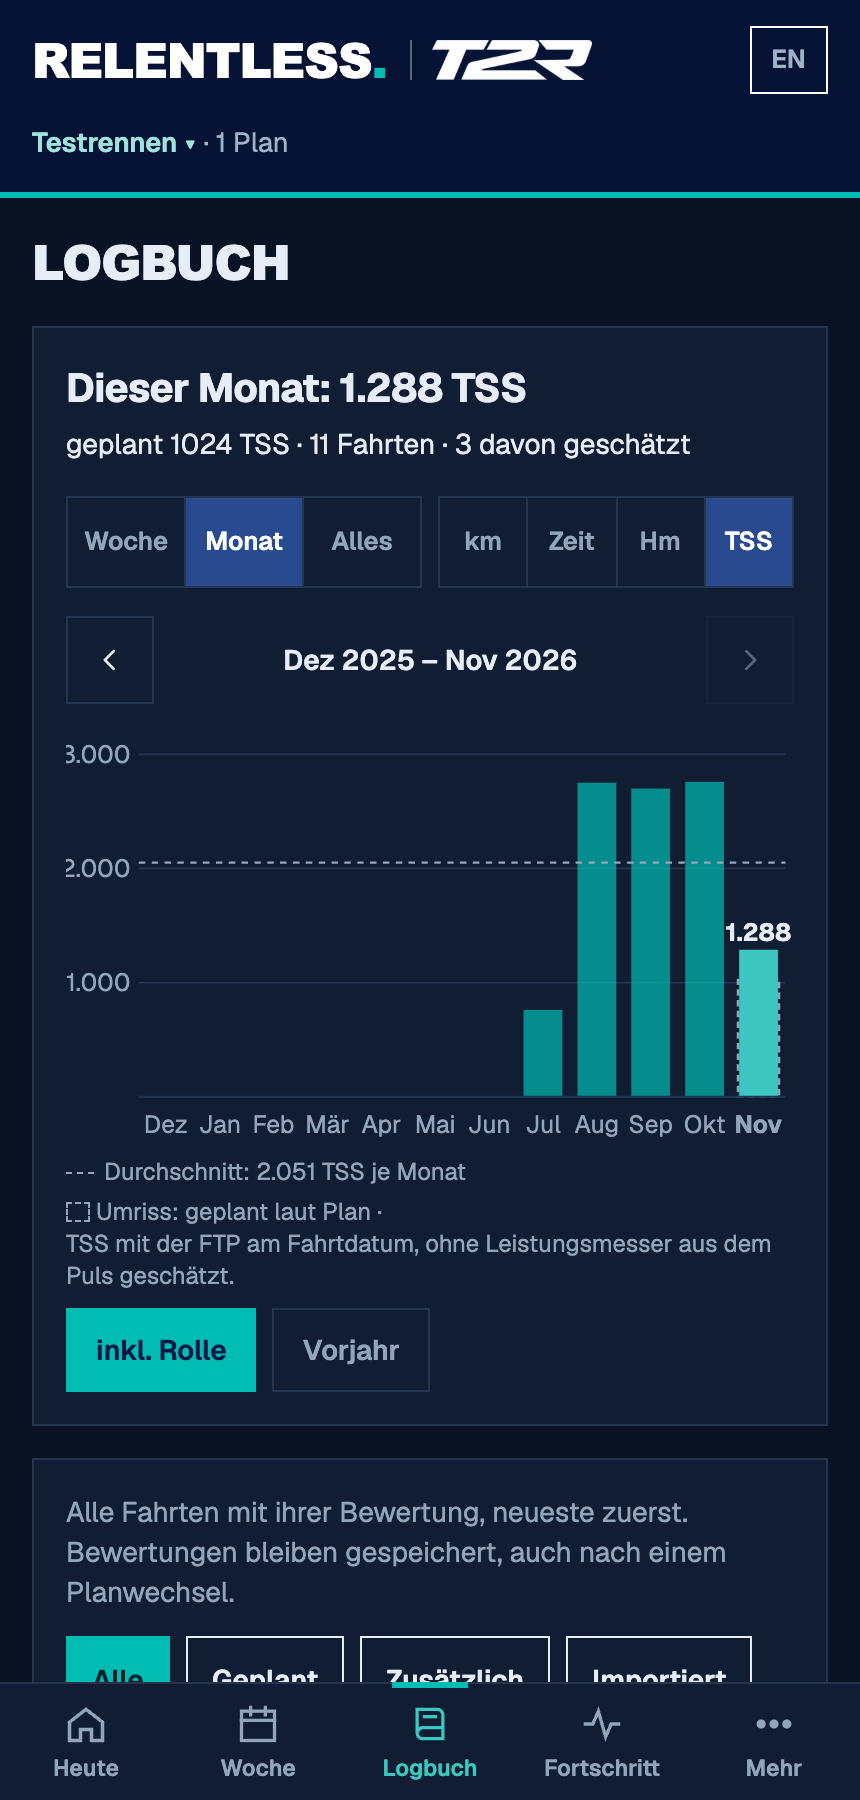 RELENTLESS. | T2R
EN
Testrennen ▾ · 1 Plan
LOGBUCH
Dieser Monat: 1.288 TSS
geplant 1024 TSS · 11 Fahrten · 3 davon geschätzt
Woche Monat Alles km Zeit Hm TSS
Dez 2025 – Nov 2026
3.000
2.000
1.288
1.000
Dez Jan Feb Mär Apr Mai Jun Jul Aug Sep Okt Nov
Durchschnitt: 2.051 TSS je Monat
Umriss: geplant laut Plan ·
TSS mit der FTP am Fahrtdatum, ohne Leistungsmesser aus dem
Puls geschätzt.
inkl. Rolle Vorjahr
Alle Fahrten mit ihrer Bewertung, neueste zuerst.
Bewertungen bleiben gespeichert, auch nach einem
Planwechsel.
Alle Geplant Zusätzlich Importiert
Heute Woche Logbuch Fortschritt Mehr